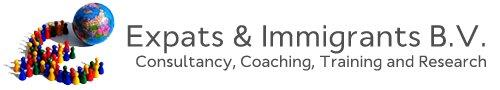 Expats & Immigrants B.V.
Consultancy, Coaching, Training and Research